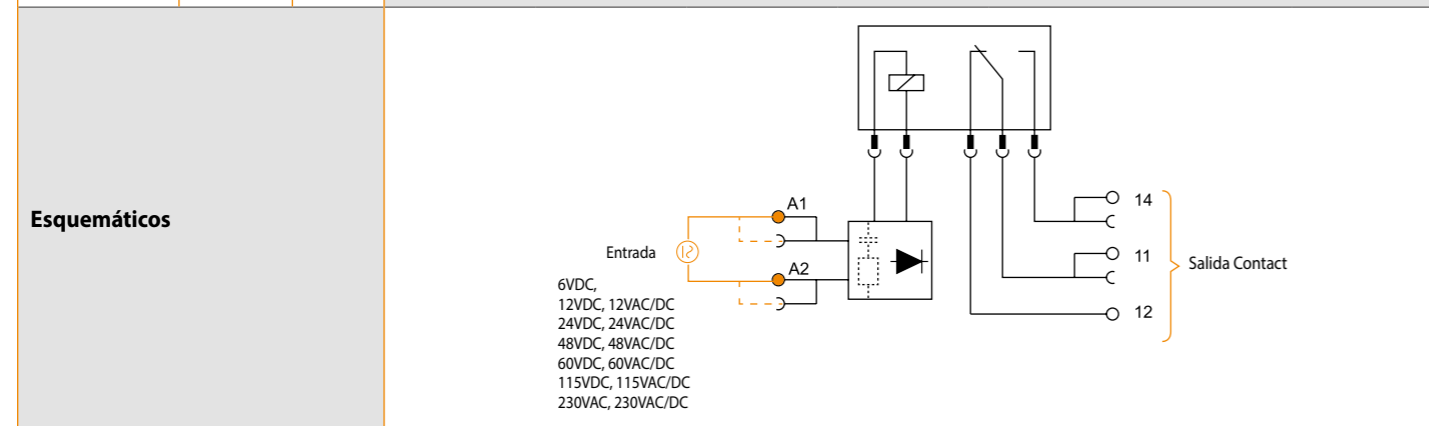 Esquemáticos
A1
14
Entrada
11
Salida Contact
A2
6VDC,
12VDC, 12VAC/DC
24VDC, 24VAC/DC
48VDC, 48VAC/DC
60VDC, 60VAC/DC
115VDC, 115VAC/DC
230VAC, 230VAC/DC
12